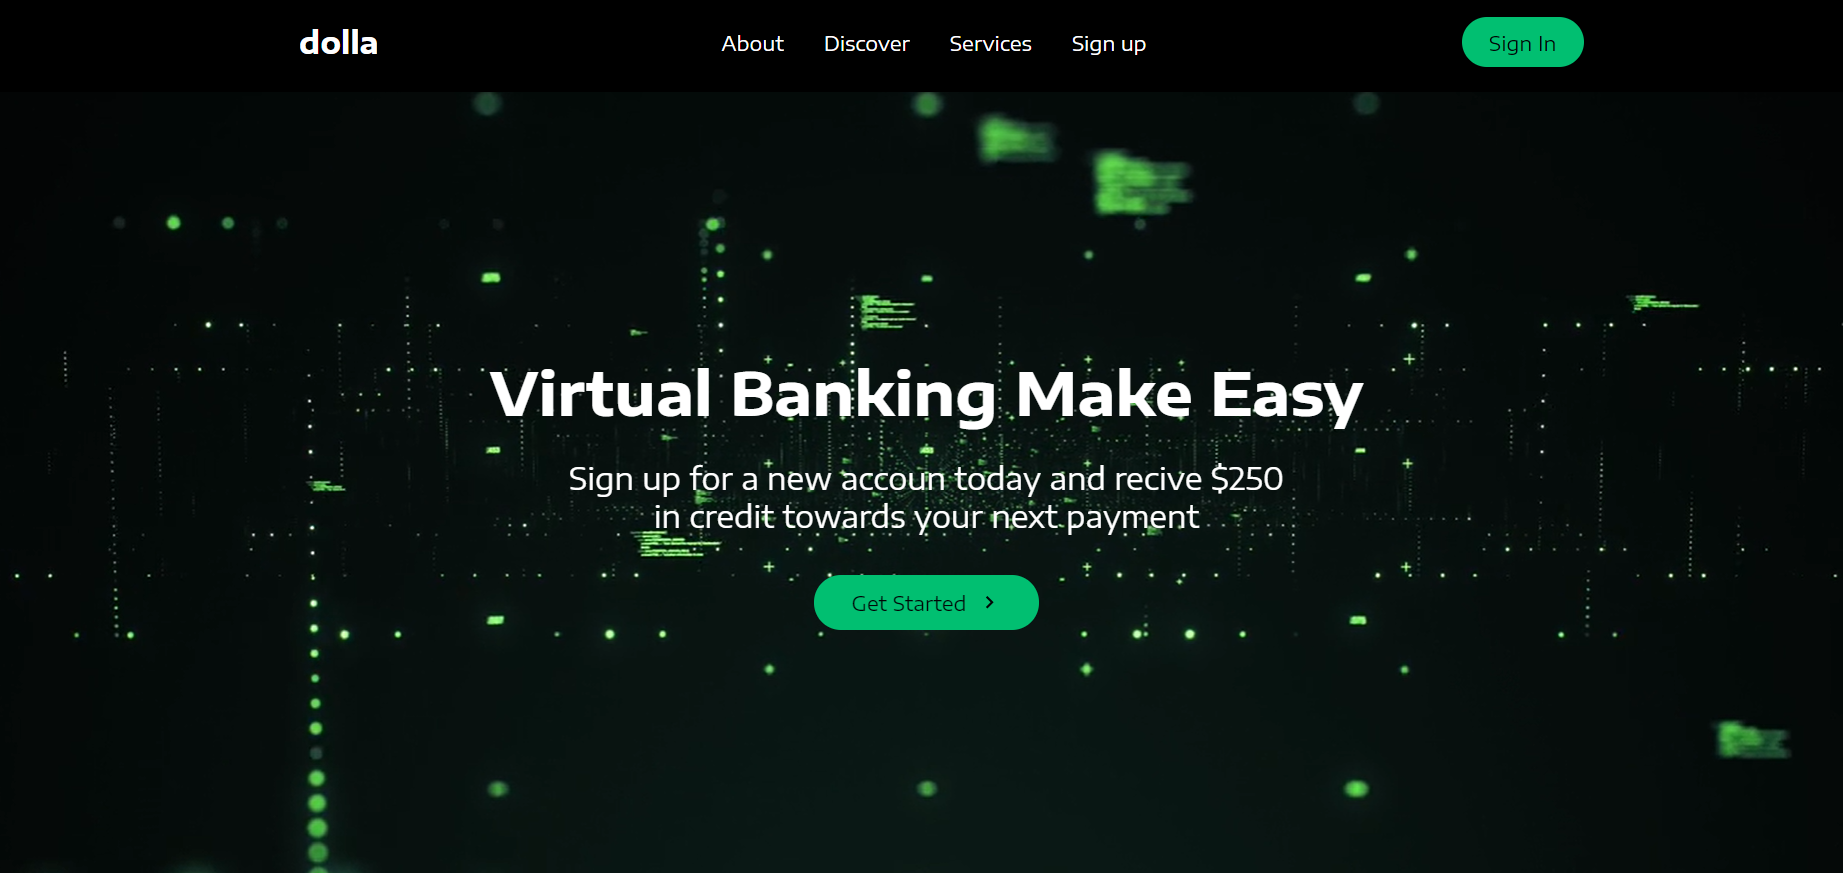 dolla
About
Discover
Services
Sign up
Sign In
Virtual Banking Make Easy
Sign up for a new accoun today and recive $250
in credit towards your next payment
Get Started